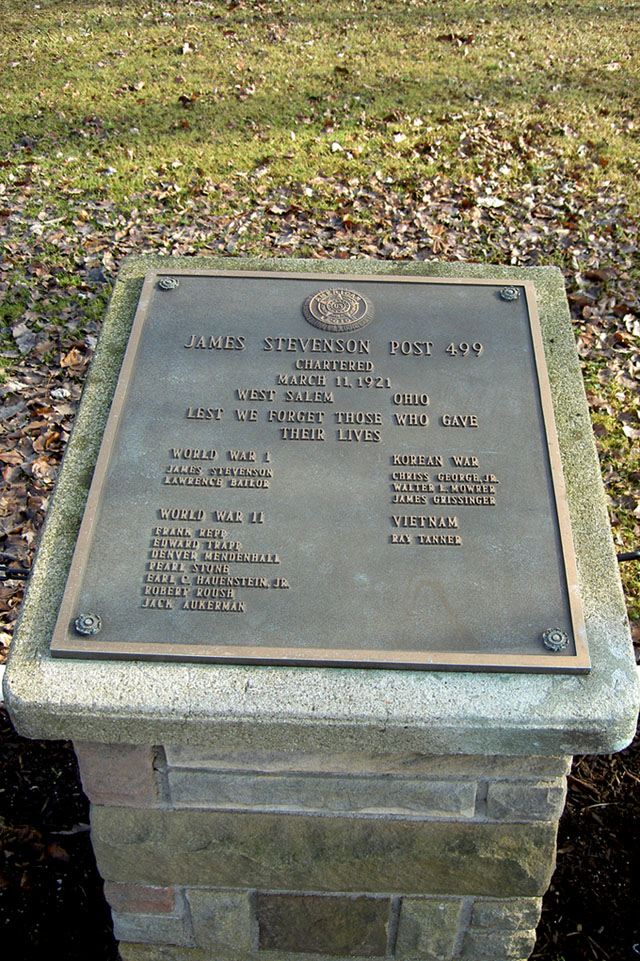 JAMES STEVENSON POST 499
CHARTERED
MARCH 11, 1921
WEST SALEM OHIO
LEST WE FORGET THOSE WHO GAVE
THEIR LIVES
WORLD WAR I
JAMES STEVENSON
LAWRENCE BAILOR
WORLD WAR II
FRANK REPP
EDWARD TRAPP
DENVER MENDENHALL
PEARL STONE
EARL C. HAUENSTEIN, JR.
ROBERT ROUSH
JACK AUKERMAN
KOREAN WAR
CHRISS GEORGE, JR.
WALTER L. MOWRER
JAMES GRISSINGER
VIETNAM
RAY TANNER